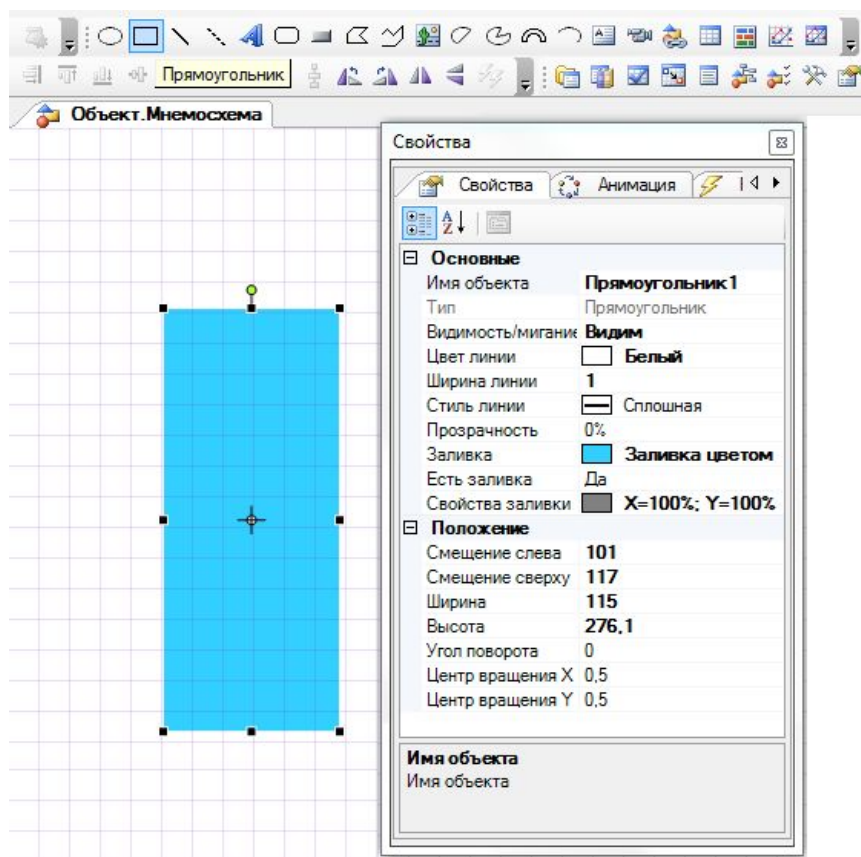 Прямоугольник
Объект.Мнемосхема
Свойства
Свойства Анимация
Основные
Имя объекта Прямоугольник1
Тип Прямоугольник
Видимость/мигание Видим
Цвет линии Белый
Ширина линии 1
Стиль линии Сплошная
Прозрачность 0%
Заливка Заливка цветом
Есть заливка Да
Свойства заливки X=100%; Y=100%
Положение
Смещение слева 101
Смещение сверху 117
Ширина 115
Высота 276,1
Угол поворота 0
Центр вращения X 0,5
Центр вращения Y 0,5
Имя объекта
Имя объекта